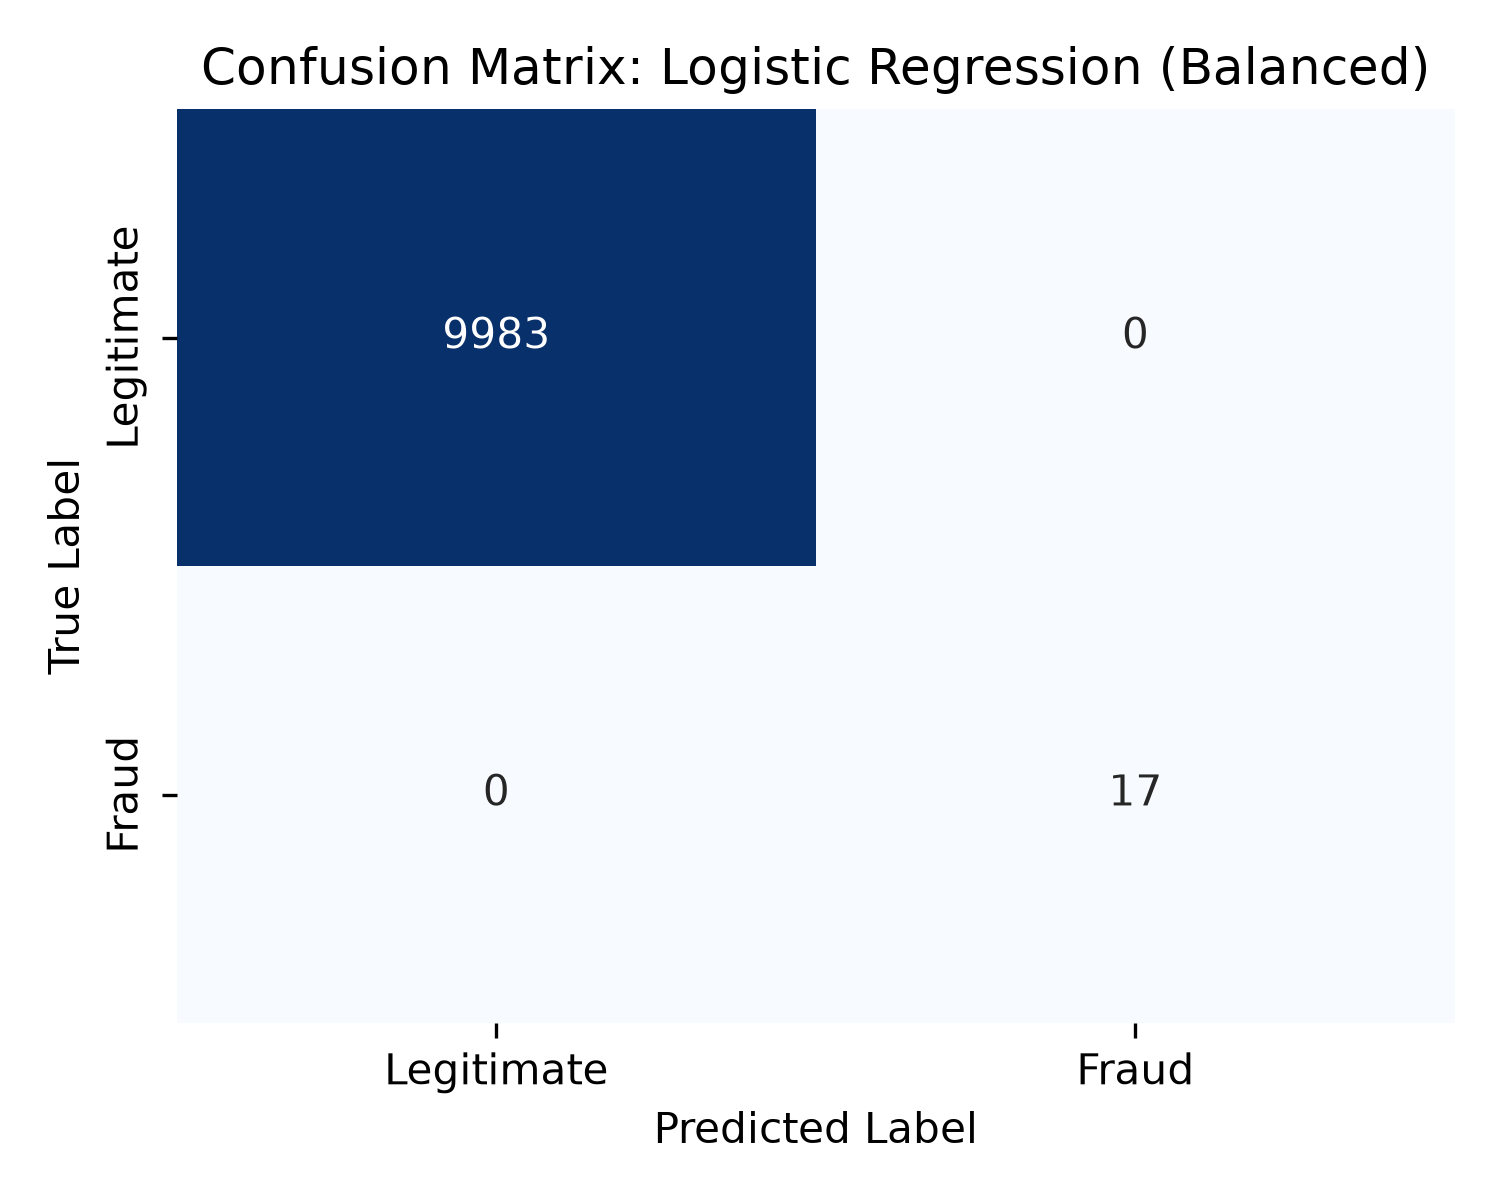 Confusion Matrix: Logistic Regression (Balanced)
True Label
Legitimate
9983
0
Fraud
0
17
Legitimate
Fraud
Predicted Label